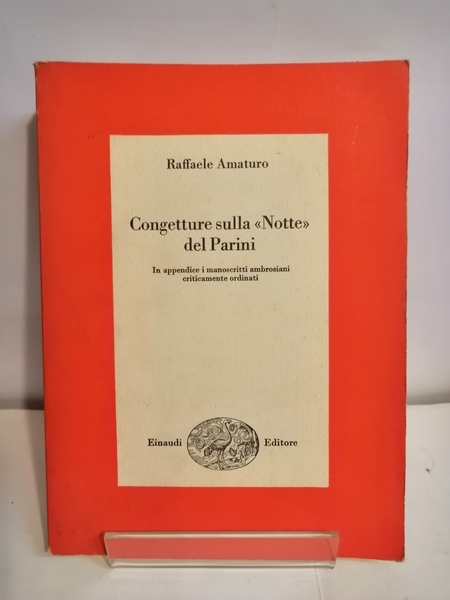 Raffaele Amaturo
Congetture sulla «Notte»
del Parini
In appendice i manoscritti ambrosiani
criticamente ordinati
Einaudi Editore